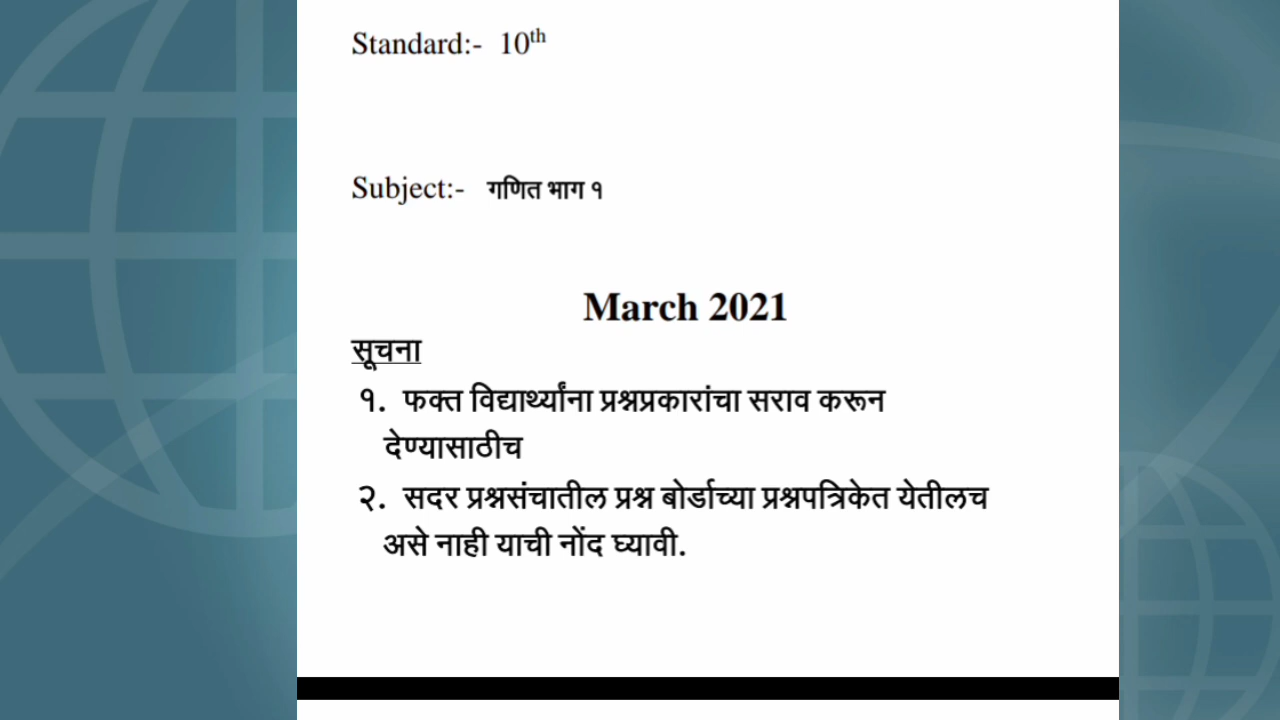 Standard:- 10th
Subject:- गणित भाग १
March 2021
सूचना
१. फक्त विद्यार्थ्यांना प्रश्नप्रकारांचा सराव करून
देण्यासाठीच
२. सदर प्रश्नसंचातील प्रश्न बोर्डाच्या प्रश्नपत्रिकेत येतीलच
असे नाही याची नोंद घ्यावी.